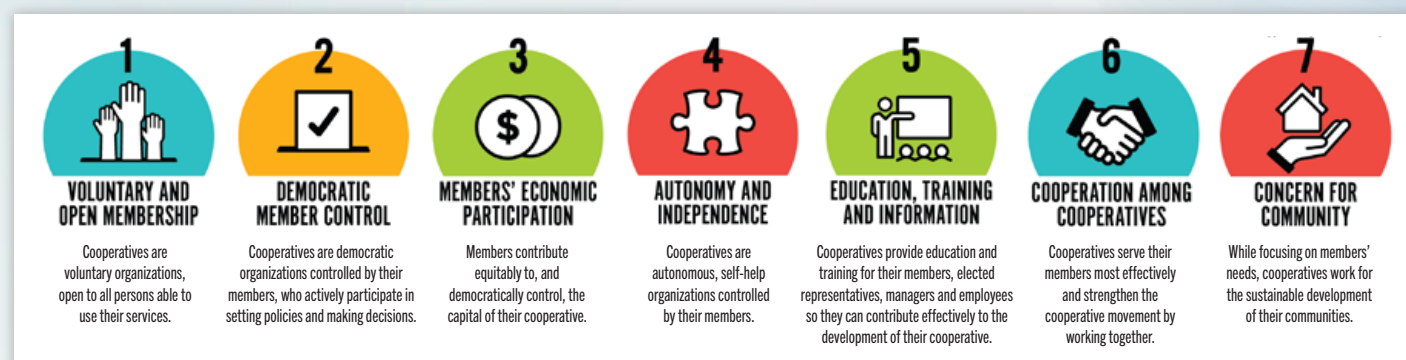 1
VOLUNTARY AND
OPEN MEMBERSHIP
Cooperatives are
voluntary organizations,
open to all persons able to
use their services.
2
DEMOCRATIC
MEMBER CONTROL
Cooperatives are democratic
organizations controlled by their
members, who actively participate in
setting policies and making decisions.
3
$
MEMBERS' ECONOMIC
PARTICIPATION
Members contribute
equitably to, and
democratically control, the
capital of their cooperative.
4
AUTONOMY AND
INDEPENDENCE
Cooperatives are
autonomous, self-help
organizations controlled
by their members.
5
EDUCATION, TRAINING
AND INFORMATION
Cooperatives provide education and
training for their members, elected
representatives, managers and employees
so they can contribute effectively to the
development of their cooperative.
6
COOPERATION AMONG
COOPERATIVES
Cooperatives serve their
members most effectively
and strengthen the
cooperative movement by
working together.
7
CONCERN FOR
COMMUNITY
While focusing on members'
needs, cooperatives work for
the sustainable development
of their communities.